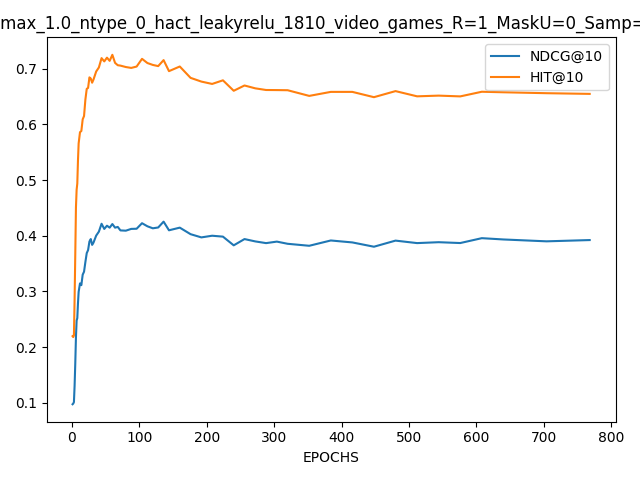 max_1.0_ntype_0_hact_leakyrelu_1810_video_games_R=1_MaskU=0_Samp=
NDCG@10
HIT@10
0.7
0.6
0.5
0.4
0.3
0.2
0.1
0 100 200 300 400 500 600 700 800
EPOCHS